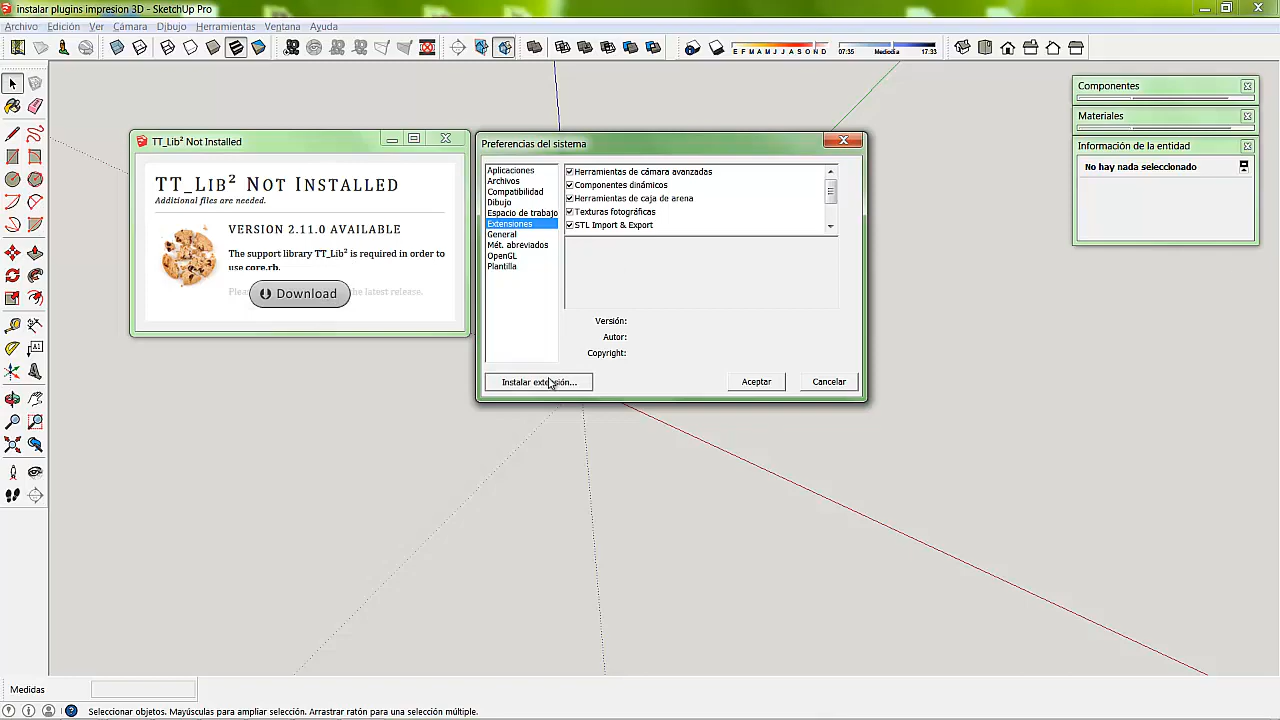 instalar plugins impresion 3D - SketchUp Pro
Archivo Edición Ver Cámara Dibujo Herramientas Ventana Ayuda
E F M A M J J A S O N D 07:35 Mediodía 17:33
TT_Lib² Not Installed
TT_LIB² NOT INSTALLED
Additional files are needed.
VERSION 2.11.0 AVAILABLE
The support library TT_Lib² is required in order to
use core.rb.
the latest release.
Download
Preferencias del sistema
Aplicaciones
Archivos
Compatibilidad
Dibujo
Espacio de trabajo
Extensiones
General
Mét. abreviados
OpenGL
Plantilla
Herramientas de cámara avanzadas
Componentes dinámicos
Herramientas de caja de arena
Texturas fotográficas
STL Import & Export
Versión:
Autor:
Copyright:
Instalar extensión...
Aceptar
Cancelar
Componentes
Materiales
Información de la entidad
No hay nada seleccionado
A1
Medidas
Seleccionar objetos. Mayúsculas para ampliar selección. Arrastrar ratón para una selección múltiple.